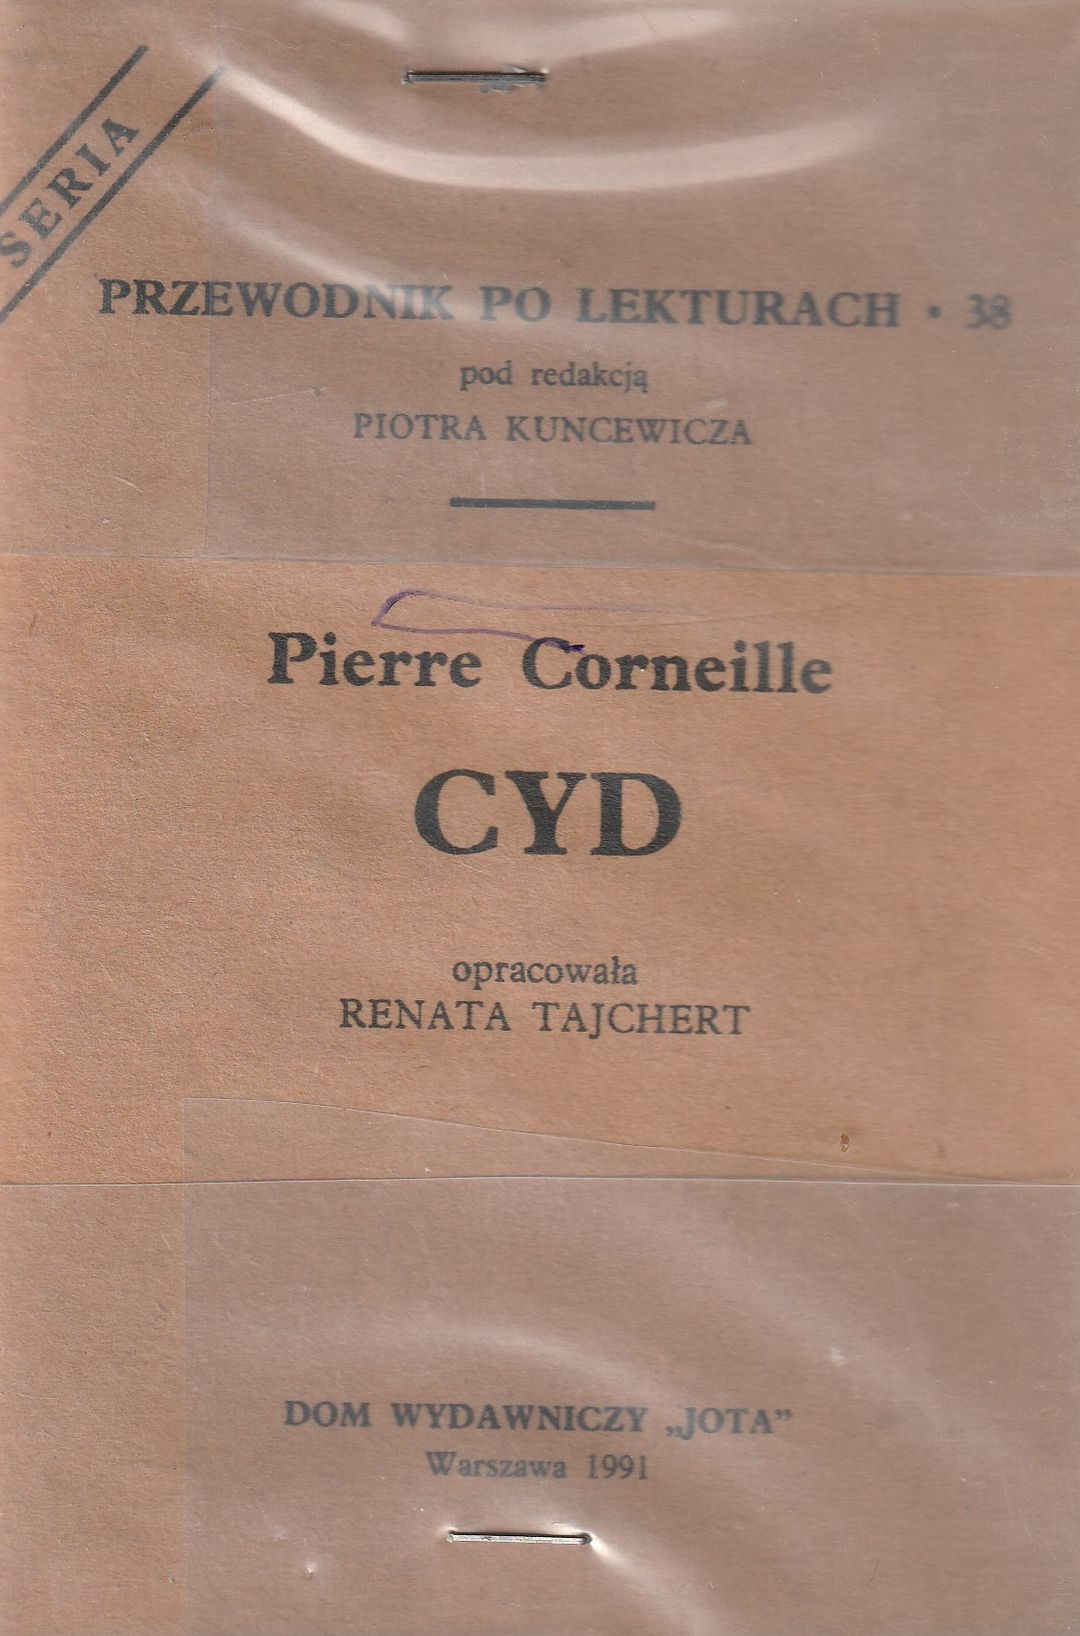 SERIA
PRZEWODNIK PO LEKTURACH • 38
pod redakcją
PIOTRA KUNCEWICZA
Pierre Corneille
CYD
opracowała
RENATA TAJCHERT
DOM WYDAWNICZY „JOTA”
Warszawa 1991